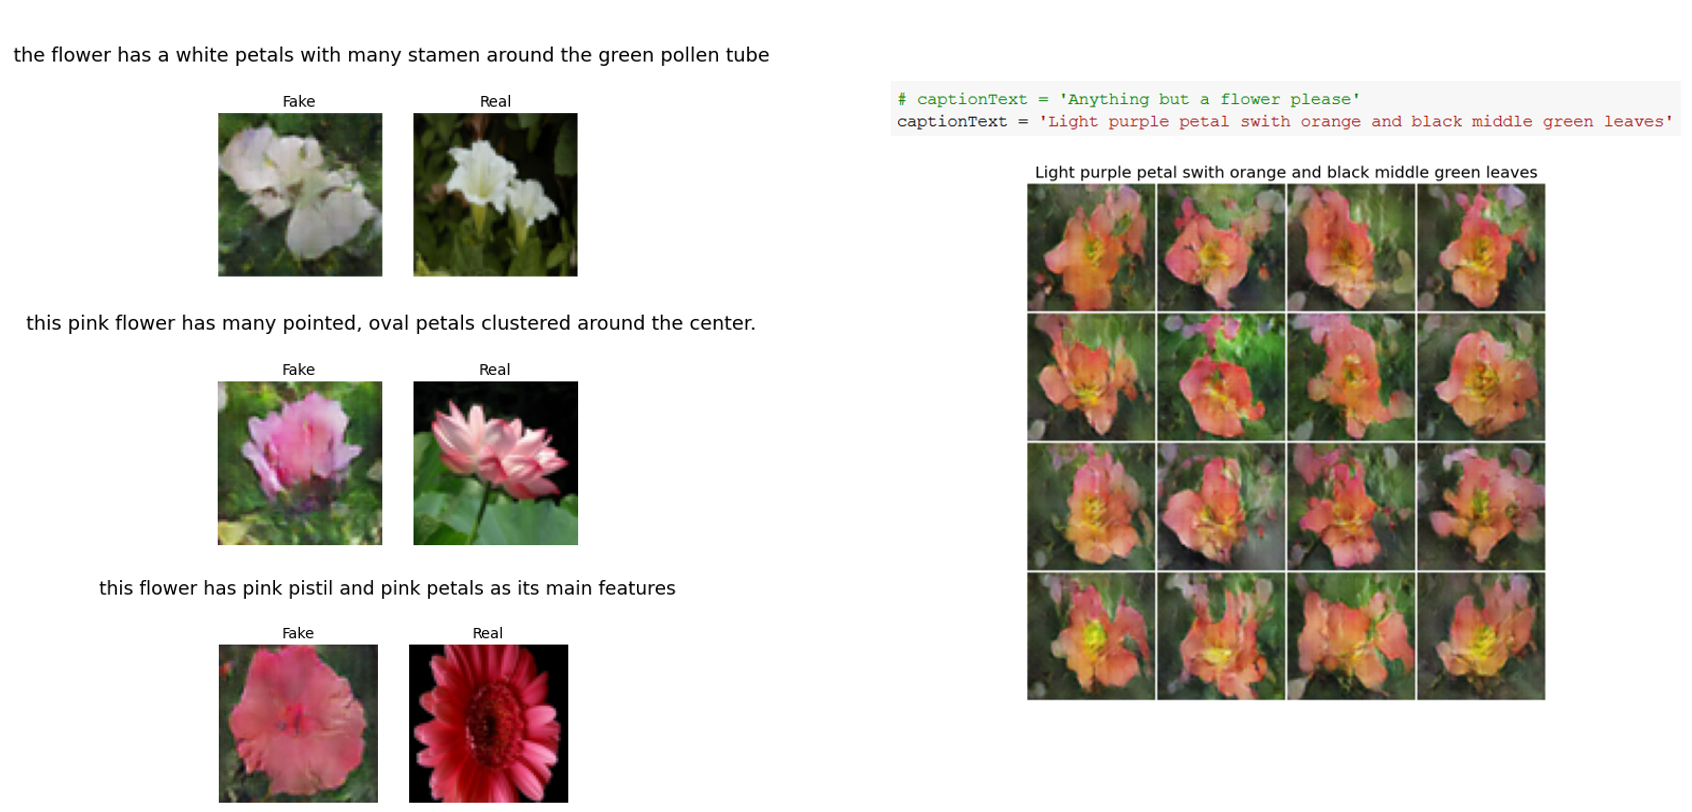 the flower has a white petals with many stamen around the green pollen tube
Fake
Real
this pink flower has many pointed, oval petals clustered around the center.
Fake
Real
this flower has pink pistil and pink petals as its main features
Fake
Real
# captionText = 'Anything but a flower please'
captionText = 'Light purple petal swith orange and black middle green leaves'
Light purple petal swith orange and black middle green leaves